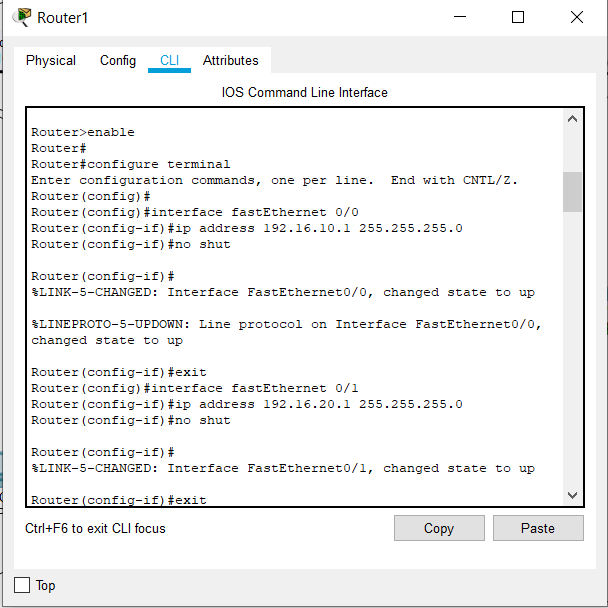 Router1
Physical Config CLI Attributes
IOS Command Line Interface
Router>enable
Router#
Router#configure terminal
Enter configuration commands, one per line.  End with CNTL/Z.
Router(config)#
Router(config)#interface fastEthernet 0/0
Router(config-if)#ip address 192.16.10.1 255.255.255.0
Router(config-if)#no shut
Router(config-if)#
%LINK-5-CHANGED: Interface FastEthernet0/0, changed state to up
%LINEPROTO-5-UPDOWN: Line protocol on Interface FastEthernet0/0,
changed state to up
Router(config-if)#exit
Router(config)#interface fastEthernet 0/1
Router(config-if)#ip address 192.16.20.1 255.255.255.0
Router(config-if)#no shut
Router(config-if)#
%LINK-5-CHANGED: Interface FastEthernet0/1, changed state to up
Router(config-if)#exit
Ctrl+F6 to exit CLI focus
Copy Paste
Top